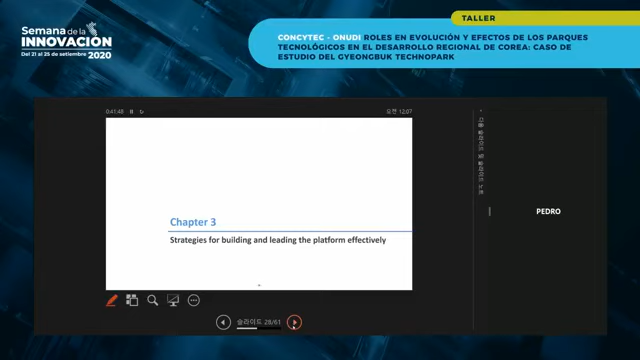 Semana de la
INNOVACIÓN
Del 21 al 25 de setiembre 2020
TALLER
CONCYTEC - ONUDI ROLES EN EVOLUCIÓN Y EFECTOS DE LOS PARQUES
TECNOLÓGICOS EN EL DESARROLLO REGIONAL DE COREA: CASO DE
ESTUDIO DEL GYEONGBUK TECHNOPARK
0:41:48
오전 12:07
Chapter 3
Strategies for building and leading the platform effectively
슬라이드 28/61
PEDRO